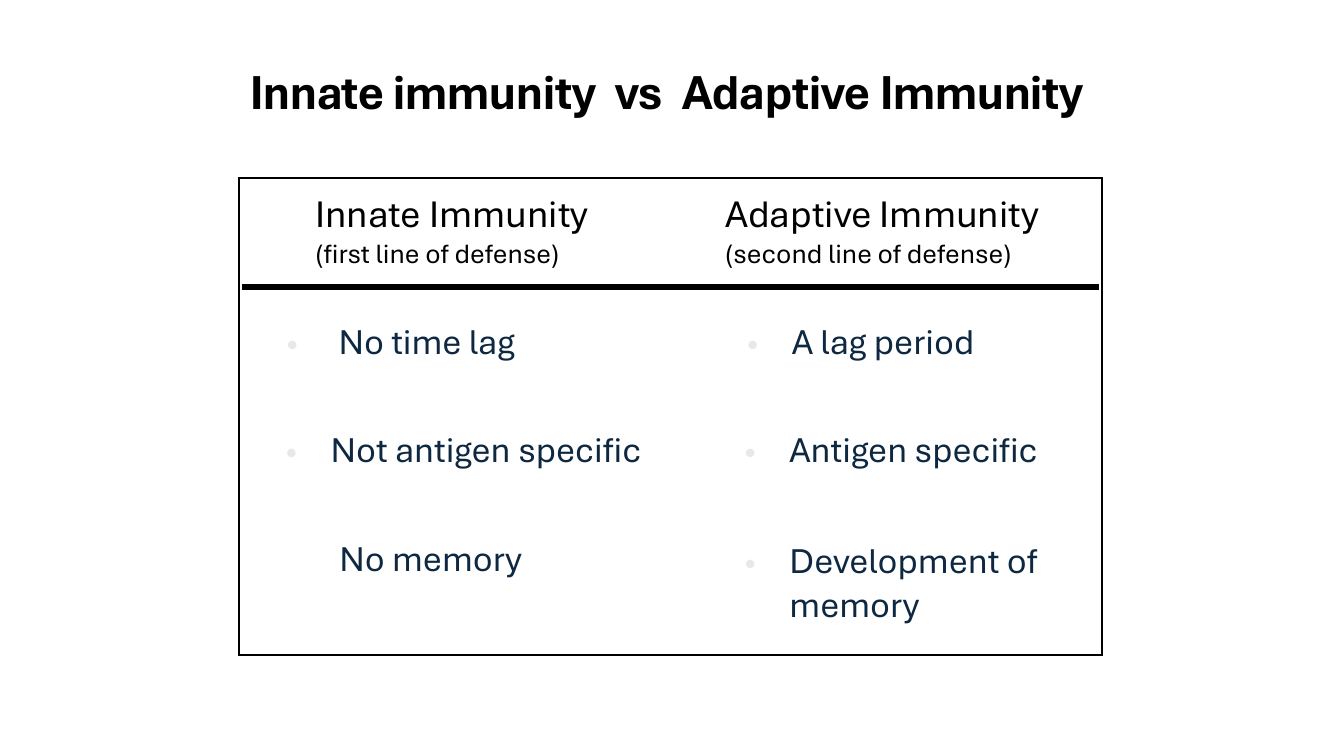 Innate immunity vs Adaptive Immunity
Innate Immunity
(first line of defense)
Adaptive Immunity
(second line of defense)
No time lag
A lag period
Not antigen specific
Antigen specific
No memory
Development of
memory